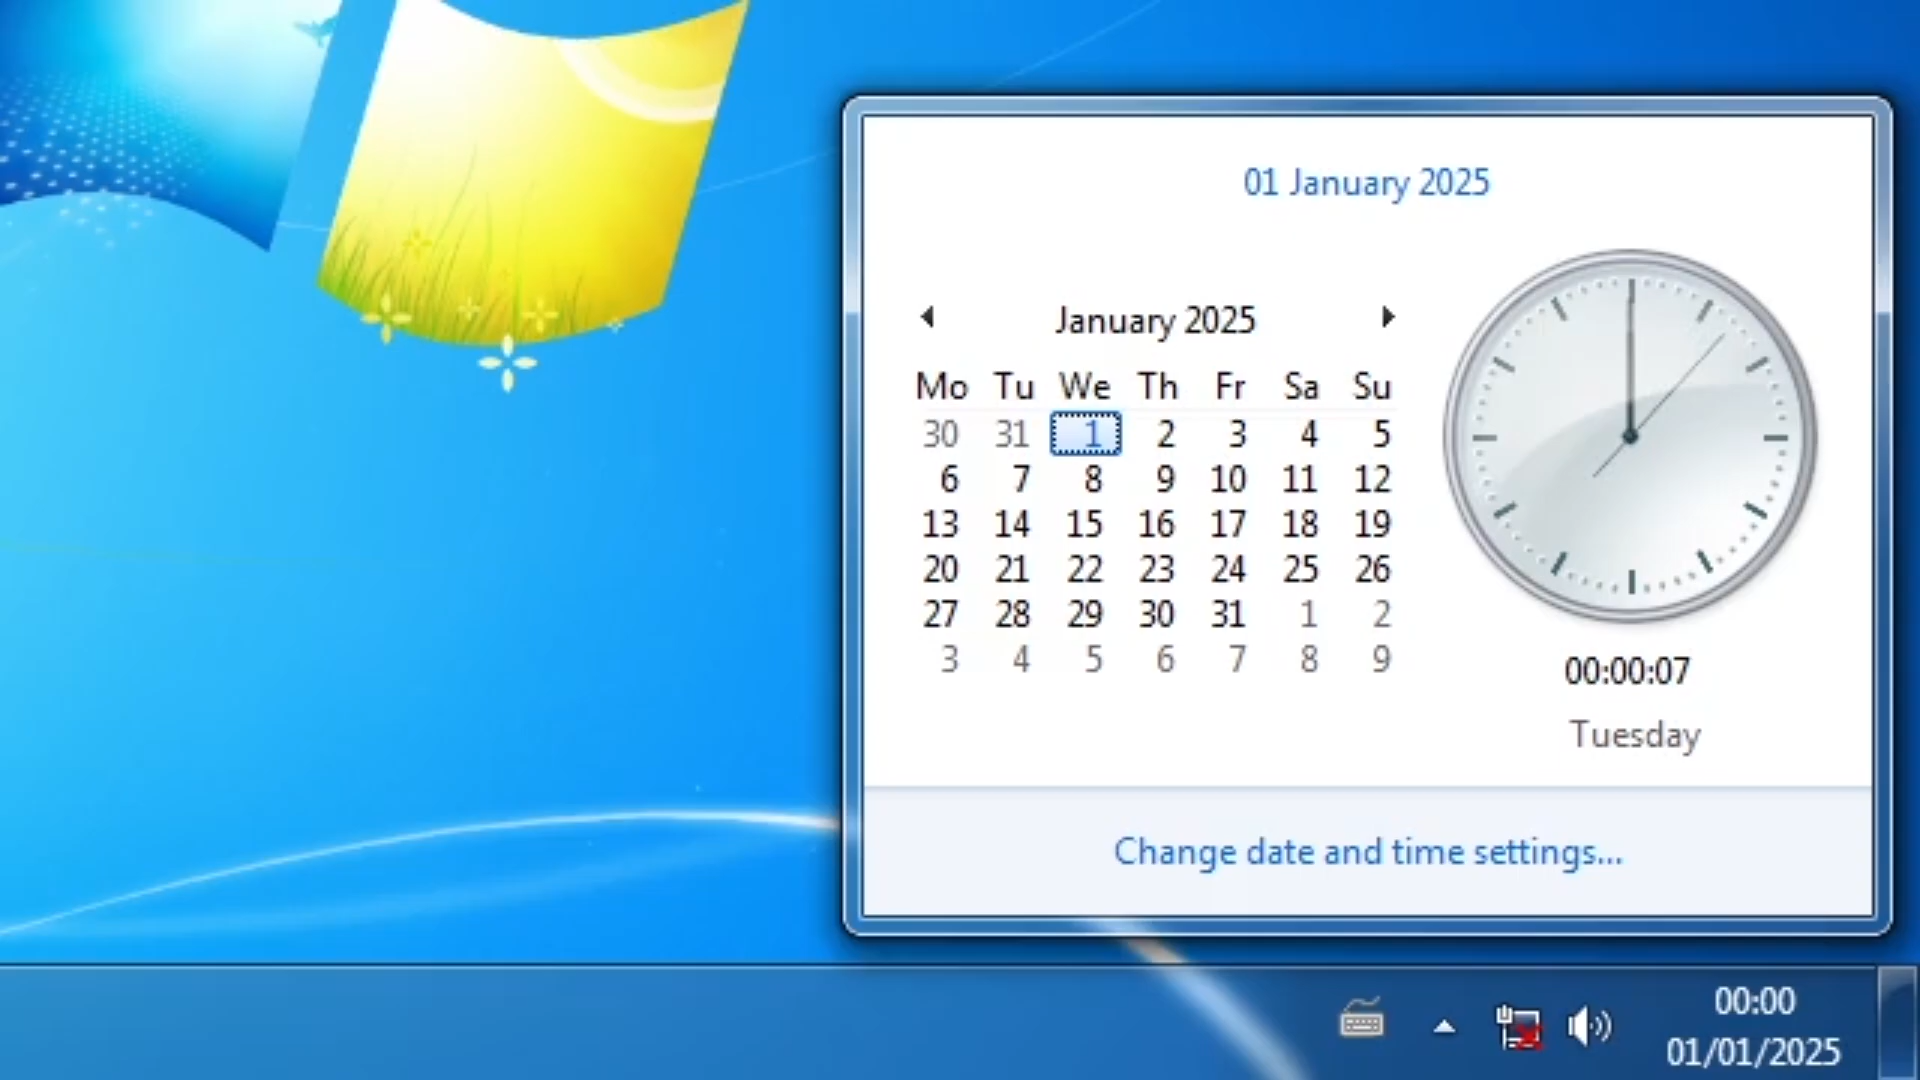 01 January 2025
January 2025
Mo Tu We Th Fr Sa Su
30 31 1 2 3 4 5
6 7 8 9 10 11 12
13 14 15 16 17 18 19
20 21 22 23 24 25 26
27 28 29 30 31 1 2
3 4 5 6 7 8 9
00:00:07
Tuesday
Change date and time settings...
00:00
01/01/2025